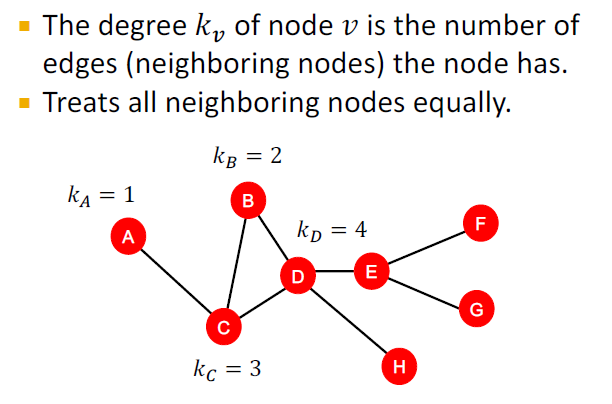 ▪ The degree kᵥ of node v is the number of
edges (neighboring nodes) the node has.
▪ Treats all neighboring nodes equally.
k_B = 2
k_A = 1
B
k_D = 4
F
A
D
E
G
C
k_C = 3
H